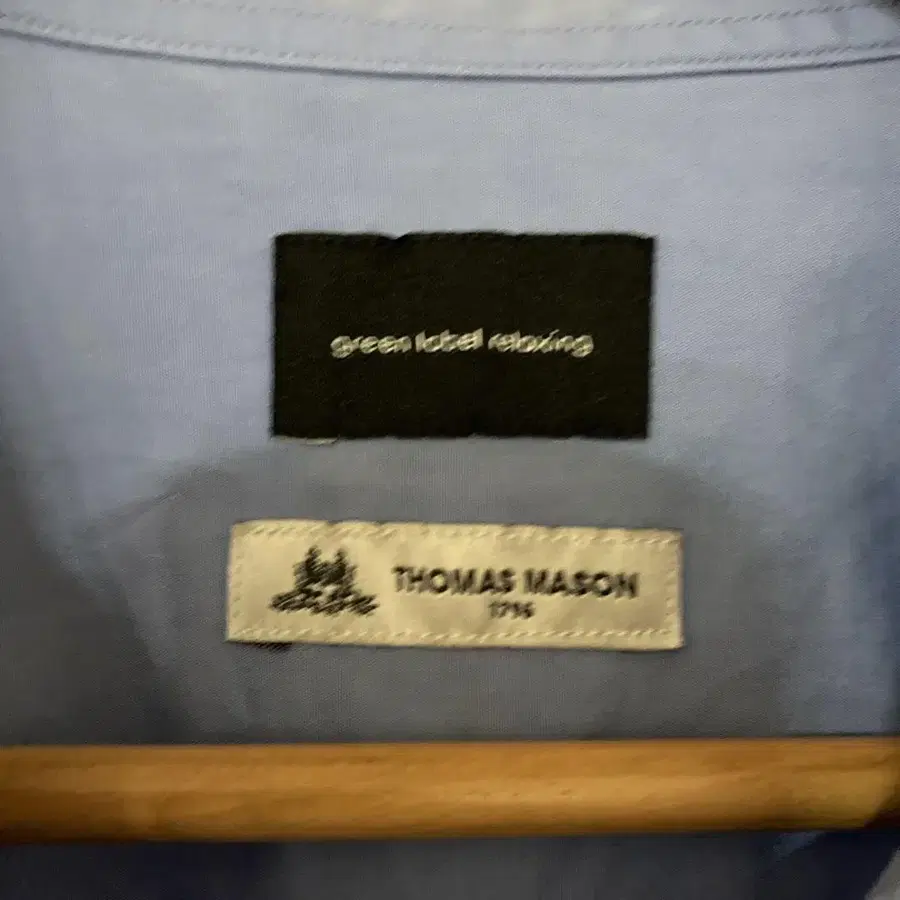 green label relaxing
THOMAS MASON
1796